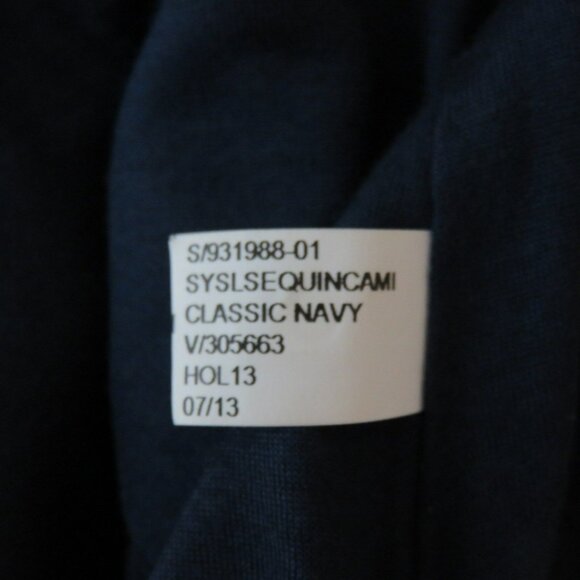 S/931988-01
SYSLSEQUINCAMI
CLASSIC NAVY
V/305663
HOL13
07/13